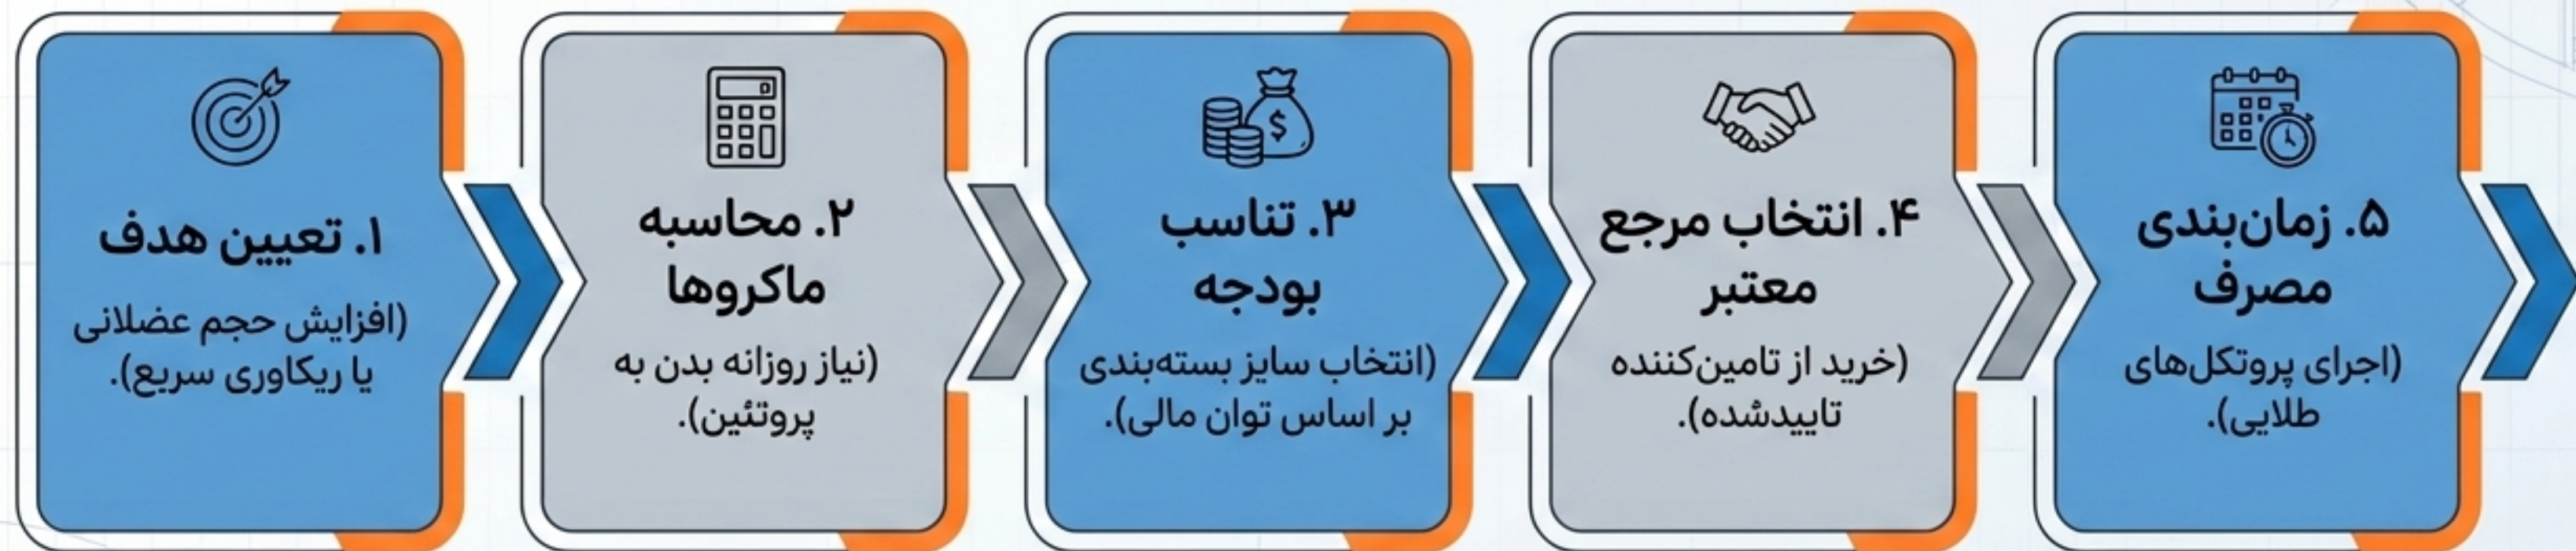 ۱. تعیین هدف
(افزایش حجم عضلانی
یا ریکاوری سریع).
۲. محاسبه
ماکروها
(نیاز روزانه بدن به
پروتئین).
۳. تناسب
بودجه
(انتخاب سایز بسته‌بندی
بر اساس توان مالی).
۴. انتخاب مرجع
معتبر
(خرید از تامین‌کننده
تاییدشده).
۵. زمان‌بندی
مصرف
(اجرای پروتکل‌های
طلایی).